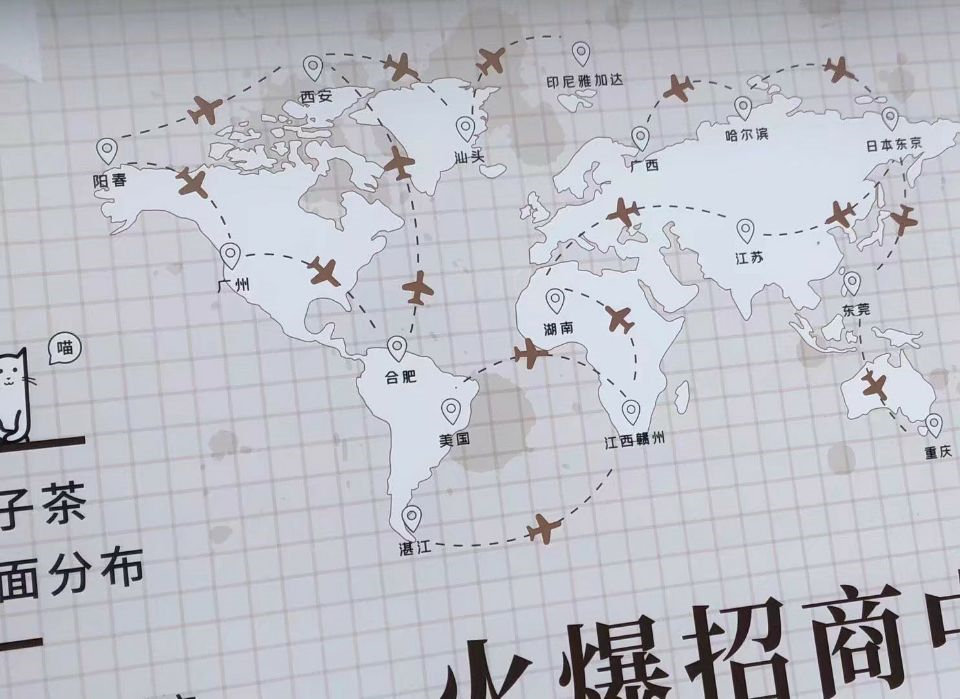 印尼雅加达
西安
哈尔滨
日本东京
汕头
广西
阳春
江苏
广州
东莞
湖南
喵
合肥
美国
江西赣州
重庆
子茶
湛江
面分布
火爆招商中